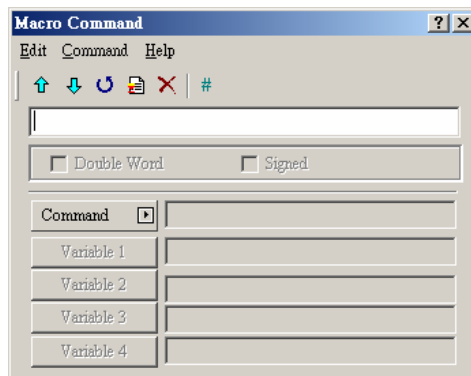 Macro Command
Edit Command Help
#
Double Word Signed
Command
Variable 1
Variable 2
Variable 3
Variable 4